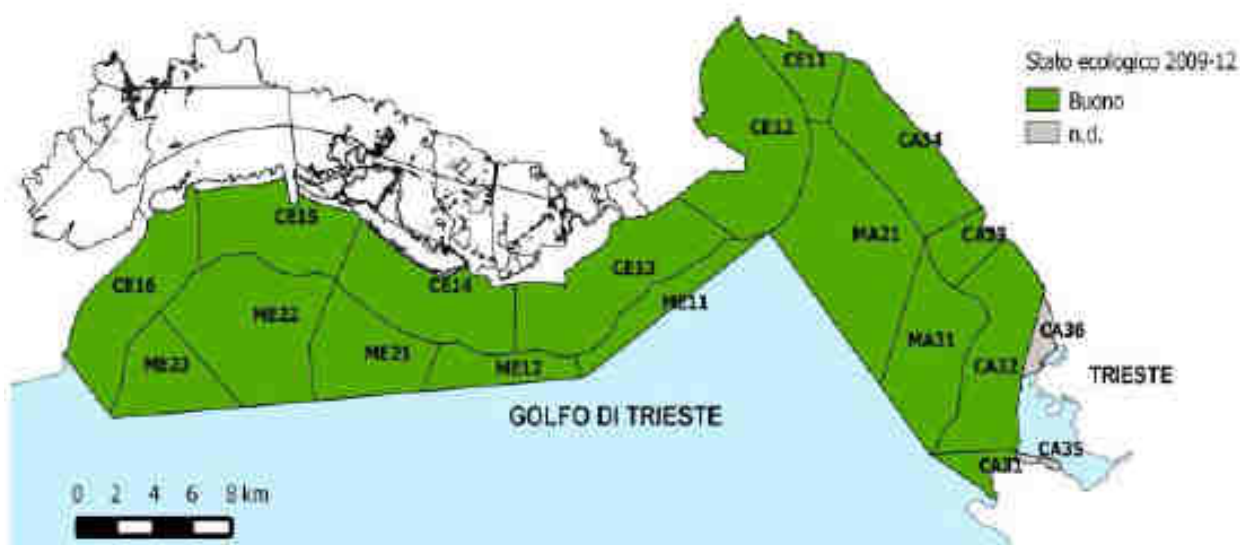 Stato ecologico 2009-12
Buono
n.d.
CE11
CE12
CA34
CE15
MA21
CA33
CE16
CE14
CE13
ME22
ME11
CA36
MA31
ME21
ME23
ME12
CA32
TRIESTE
GOLFO DI TRIESTE
CA35
CA31
0 2 4 6 8 km